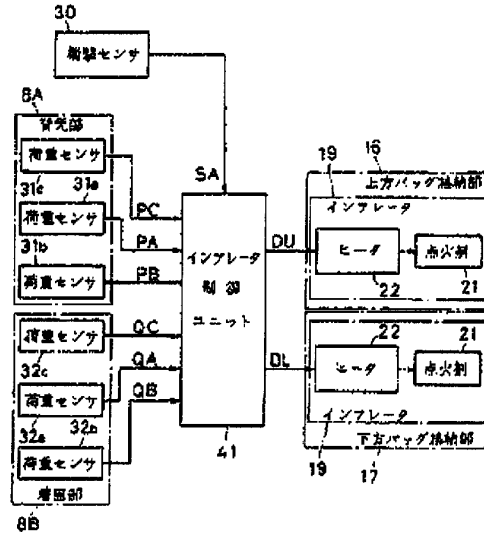 30
衝撃センサ
8A
背凭部
荷重センサ
31c
31a
荷重センサ
31b
荷重センサ
荷重センサ
32c
荷重センサ
32a
32b
荷重センサ
着座部
8B
SA
PC
PA
PB
QC
QA
QB
インフレータ
制御
ユニット
41
DU
DL
16
19
上方バッグ格納部
インフレータ
ヒータ
点火剤
22
21
22
21
ヒータ
点火剤
インフレータ
19
下方バッグ格納部
17